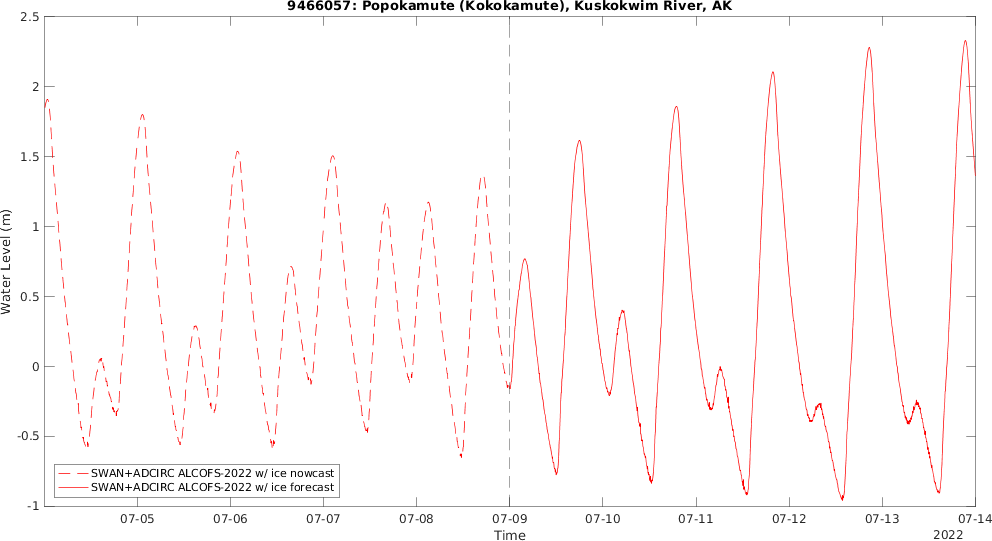 9466057: Popokamute (Kokokamute), Kuskokwim River, AK
2.5
2
1.5
1
0.5
0
-0.5
-1
Water Level (m)
SWAN+ADCIRC ALCOFS-2022 w/ ice nowcast
SWAN+ADCIRC ALCOFS-2022 w/ ice forecast
07-05 07-06 07-07 07-08 07-09 07-10 07-11 07-12 07-13 07-14
Time
2022